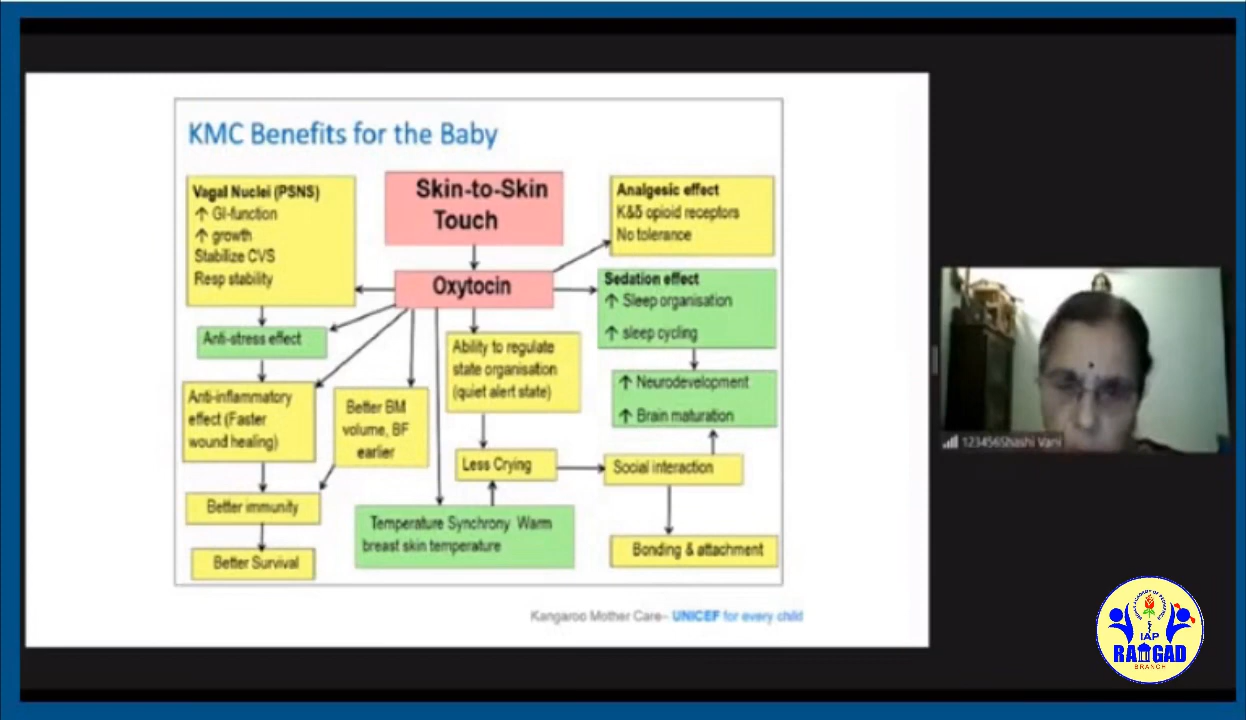 KMC Benefits for the Baby
Vagal Nuclei (PSNS)
↑ GI-function
↑ growth
Stabilize CVS
Resp stability
Skin-to-Skin
Touch
Analgesic effect
K&δ opioid receptors
No tolerance
Oxytocin
Sedation effect
↑ Sleep organisation
↑ sleep cycling
Anti-stress effect
Ability to regulate
state organisation
(quiet alert state)
↑ Neurodevelopment
↑ Brain maturation
Anti-inflammatory
effect (Faster
wound healing)
Better BM
volume, BF
earlier
Less Crying
Social interaction
Better immunity
Temperature Synchrony Warm
breast skin temperature
Better Survival
Bonding & attachment
Kangaroo Mother Care– UNICEF for every child
123456Shashi Vani
IAP
RAIGAD
BRANCH